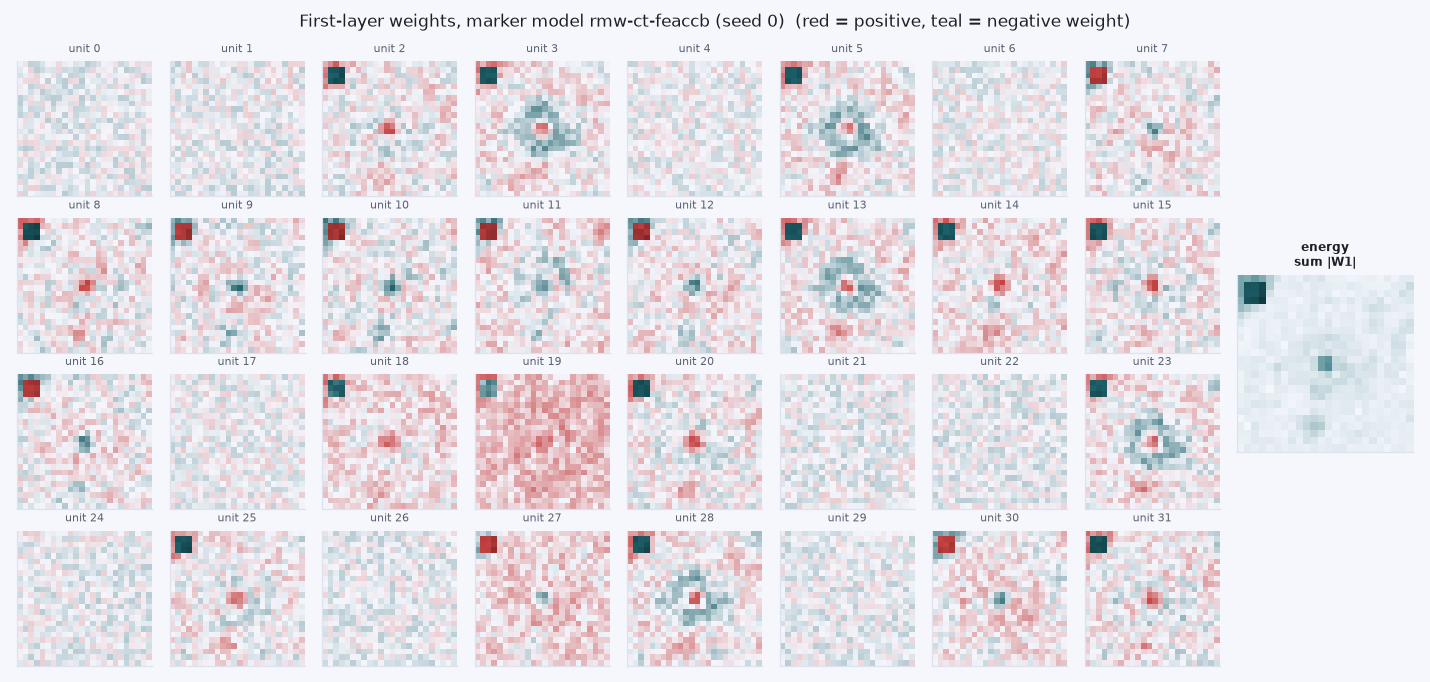 First-layer weights, marker model rmw-ct-feaccb (seed 0)  (red = positive, teal = negative weight)
unit 0 unit 1 unit 2 unit 3 unit 4 unit 5 unit 6 unit 7
unit 8 unit 9 unit 10 unit 11 unit 12 unit 13 unit 14 unit 15
energy
sum |W1|
unit 16 unit 17 unit 18 unit 19 unit 20 unit 21 unit 22 unit 23
unit 24 unit 25 unit 26 unit 27 unit 28 unit 29 unit 30 unit 31